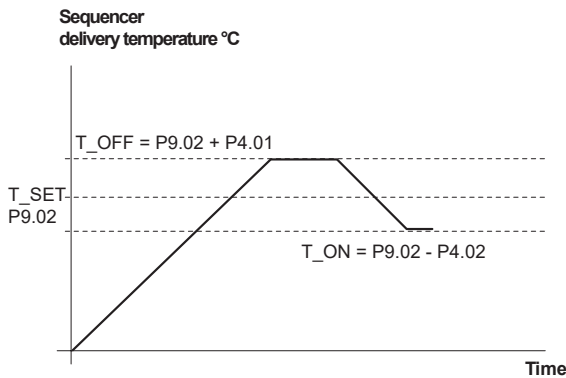 Sequencer
delivery temperature °C
T_OFF = P9.02 + P4.01
T_SET
P9.02
T_ON = P9.02 - P4.02
Time